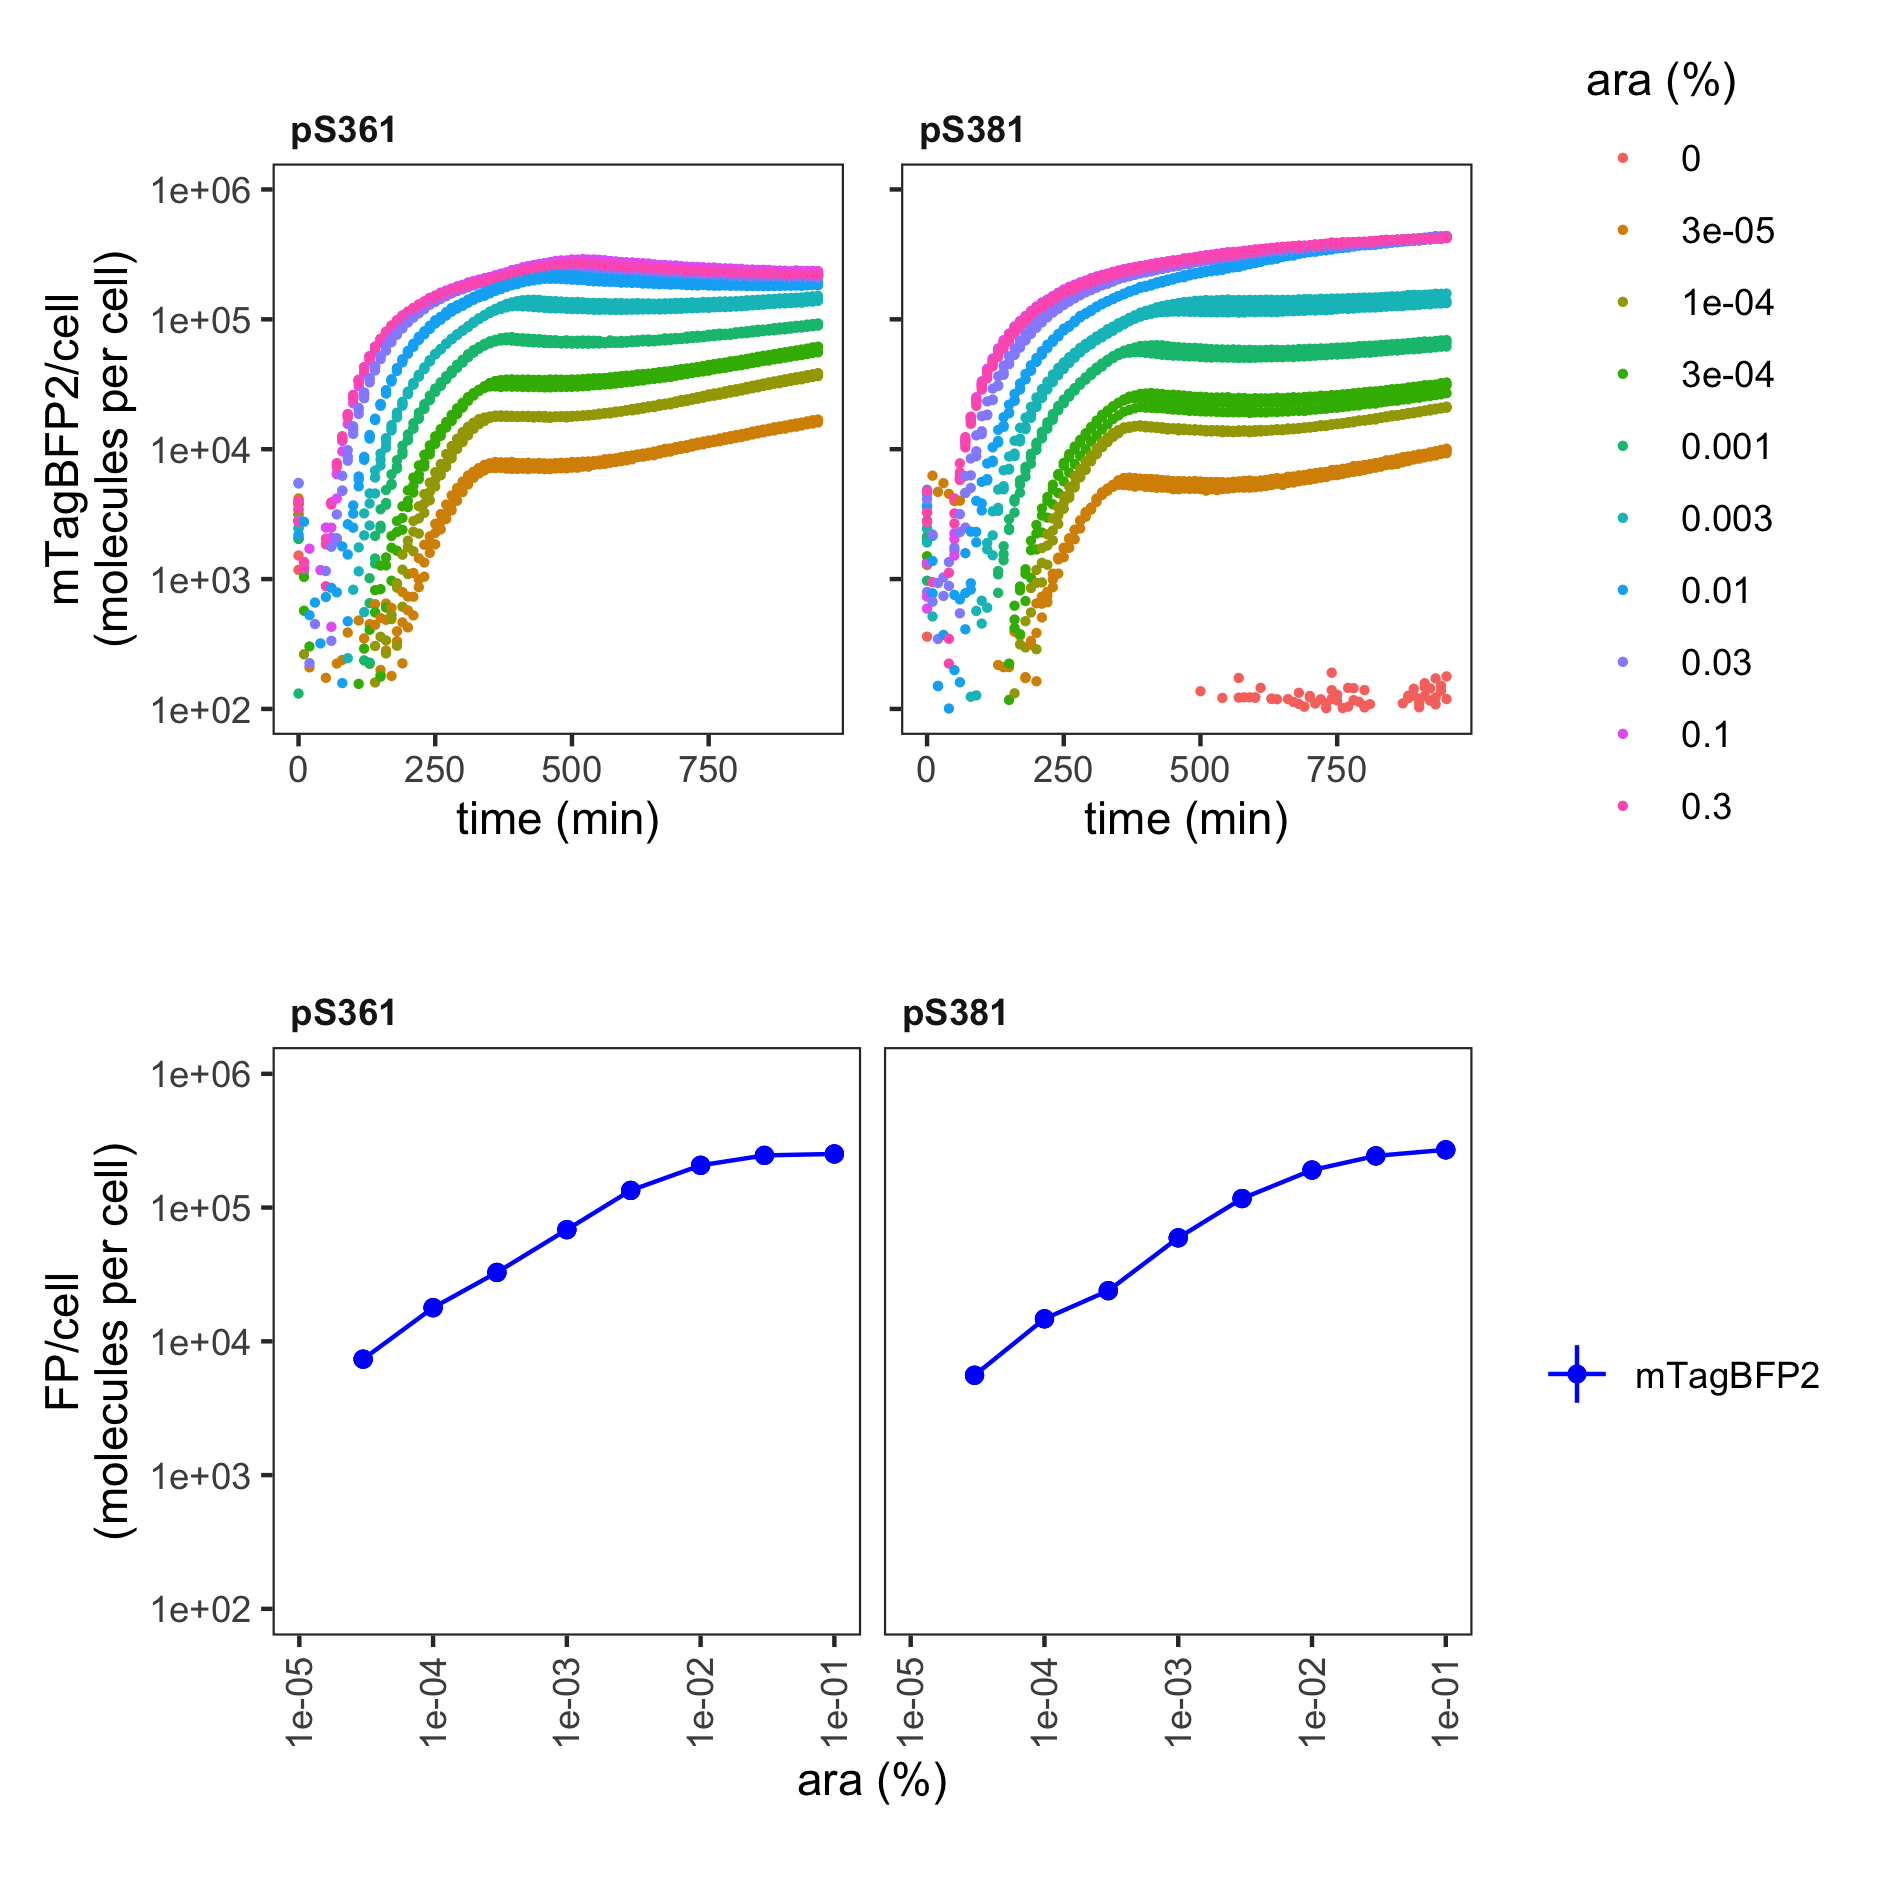 ara (%)
pS361
pS381
0
3e-05
1e-04
3e-04
0.001
0.003
0.01
0.03
0.1
0.3
mTagBFP2/cell
(molecules per cell)
1e+06
1e+05
1e+04
1e+03
1e+02
0 250 500 750
0 250 500 750
time (min)
time (min)
pS361
pS381
FP/cell
(molecules per cell)
1e+06
1e+05
1e+04
1e+03
1e+02
mTagBFP2
1e-05 1e-04 1e-03 1e-02 1e-01
1e-05 1e-04 1e-03 1e-02 1e-01
ara (%)